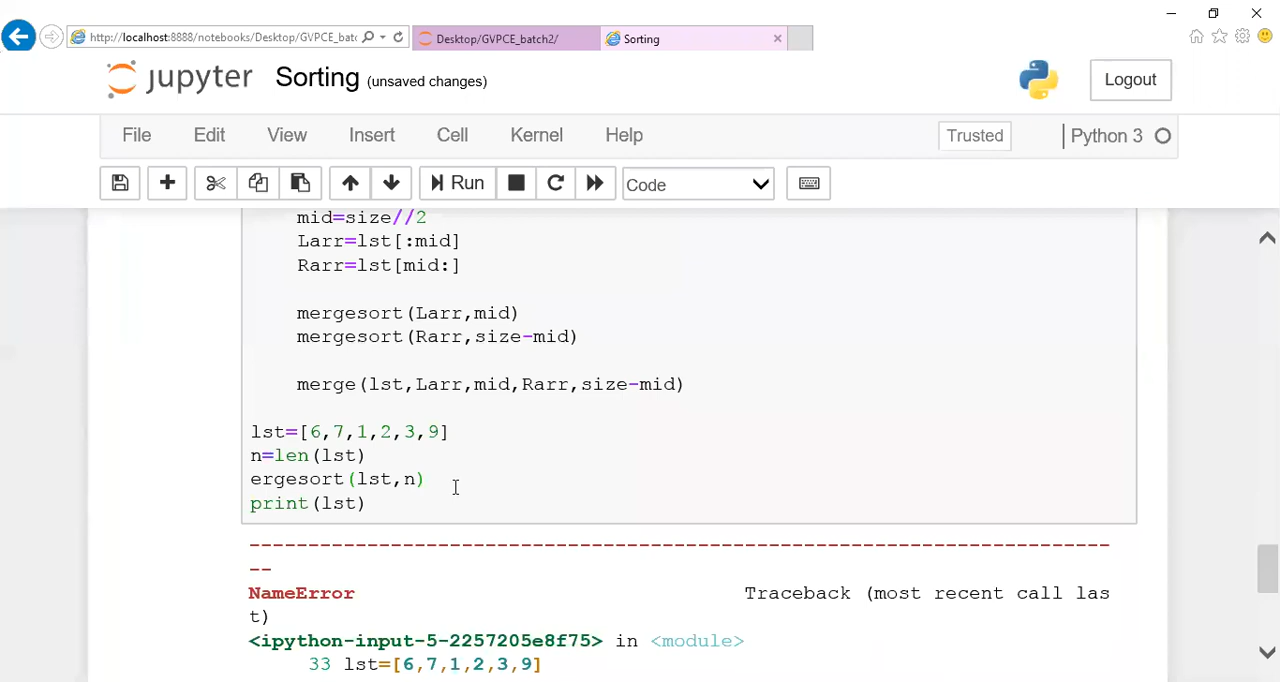 http://localhost:8888/notebooks/Desktop/GVPCE_batc
Desktop/GVPCE_batch2/
Sorting
jupyter Sorting (unsaved changes)
Logout
File Edit View Insert Cell Kernel Help
Trusted
Python 3
Run
Code
mid=size//2
Larr=lst[:mid]
Rarr=lst[mid:]
mergesort(Larr,mid)
mergesort(Rarr,size-mid)
merge(lst,Larr,mid,Rarr,size-mid)
lst=[6,7,1,2,3,9]
n=len(lst)
ergesort(lst,n)
print(lst)
---------------------------------------------------------------------------
--
NameError Traceback (most recent call las
t)
<ipython-input-5-2257205e8f75> in <module>
33 lst=[6,7,1,2,3,9]